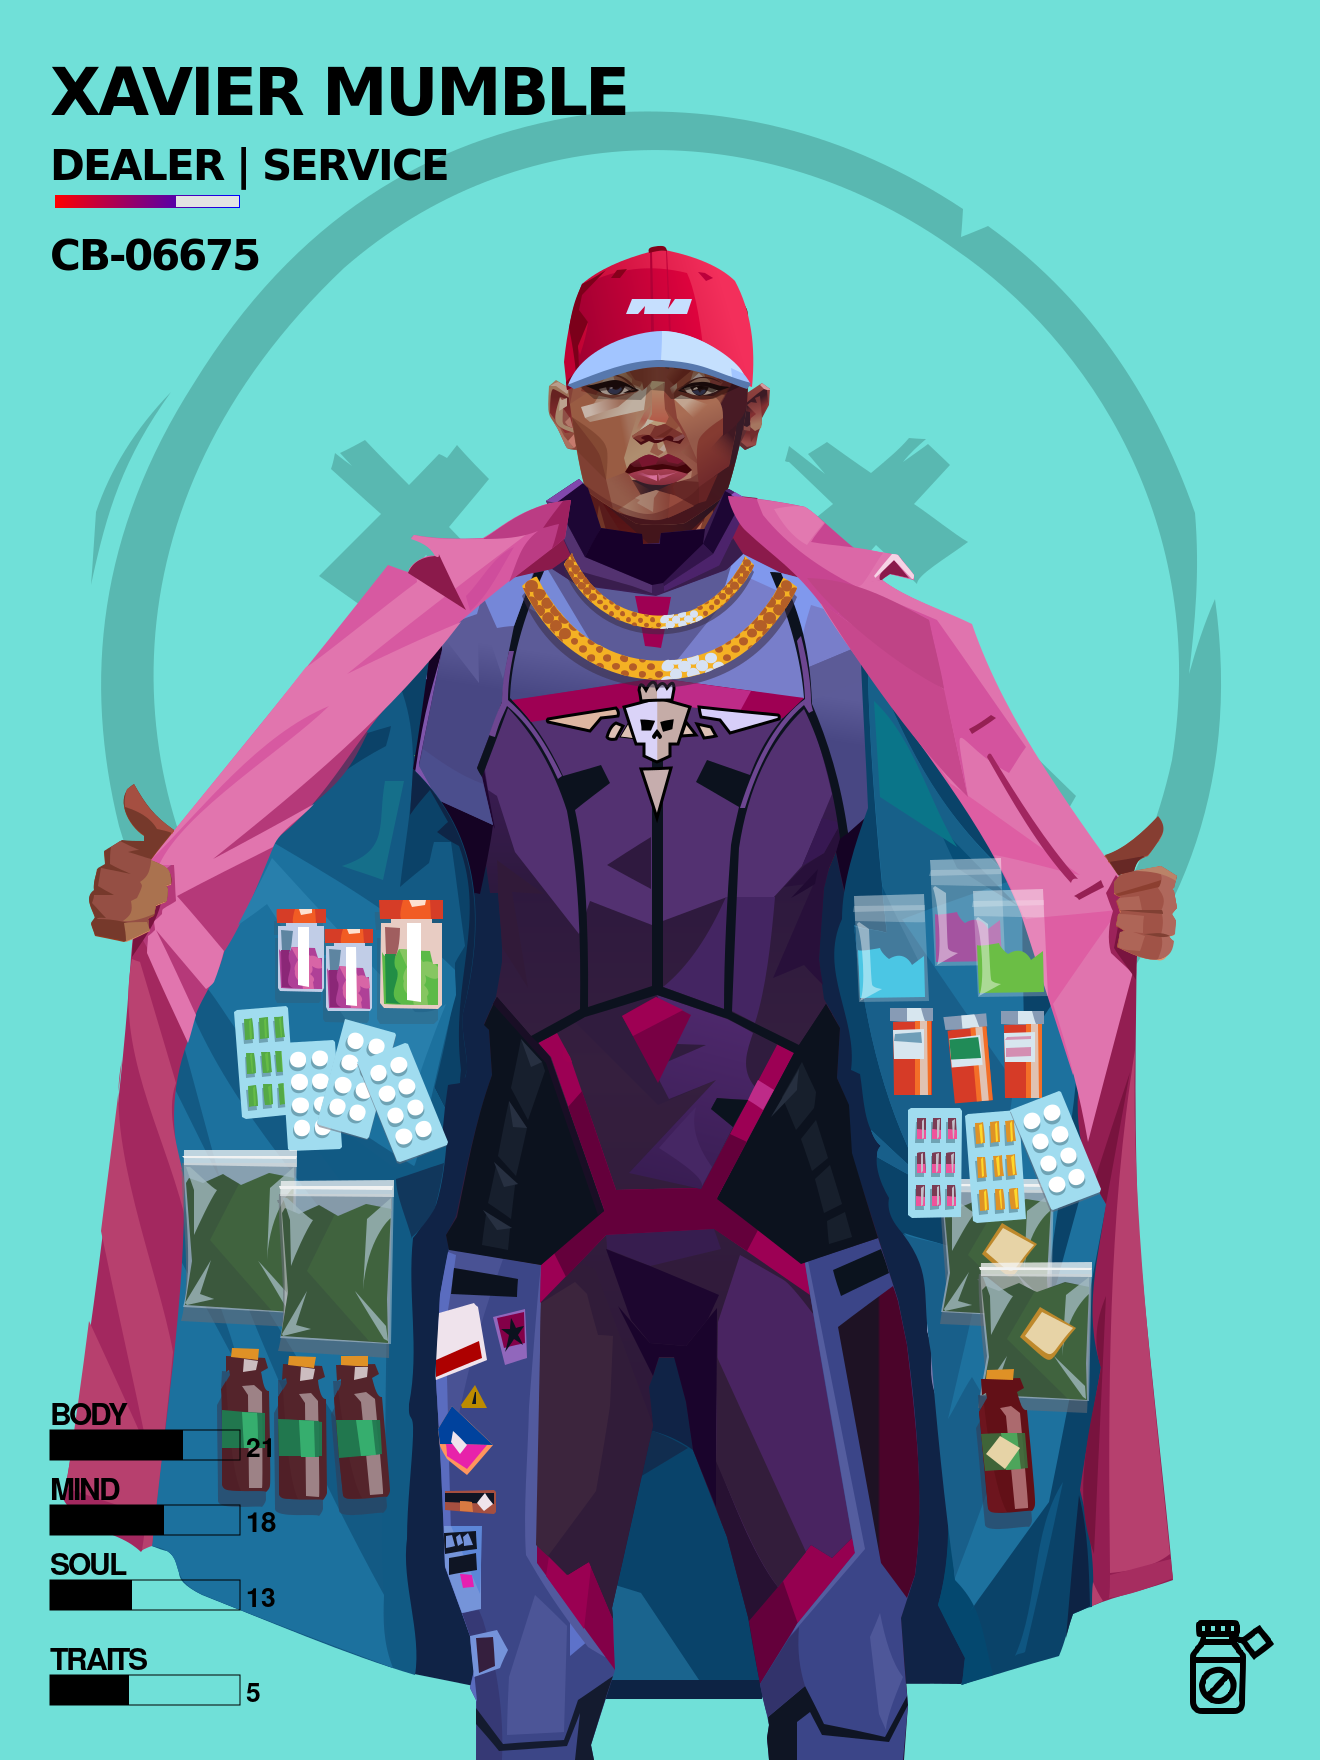 XAVIER MUMBLE
DEALER | SERVICE
CB-06675
BODY
21
MIND
18
SOUL
13
TRAITS
5